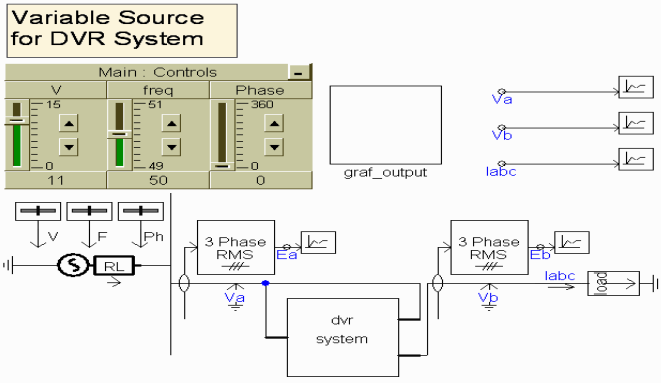 Variable Source
for DVR System
Main : Controls
V freq Phase
15 51 360
0 49 0
11 50 0
graf_output
Va
Vb
Iabc
V F Ph
S
RL
3 Phase
RMS
Ea
Va
dvr
system
3 Phase
RMS
Eb
Vb
Iabc
load